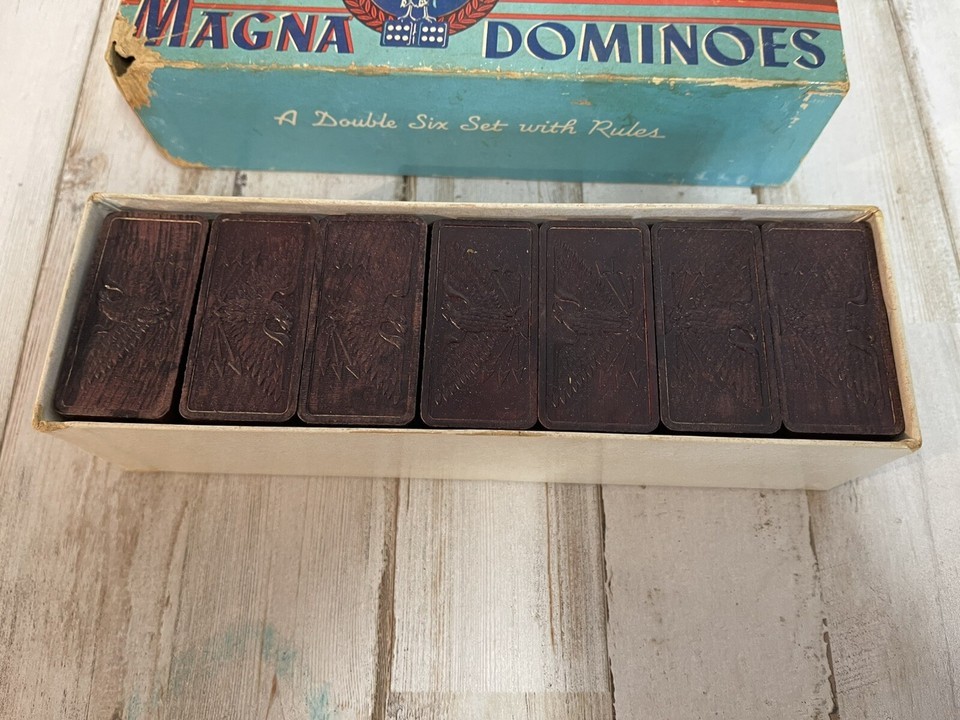 MAGNA DOMINOES
A Double Six Set with Rules